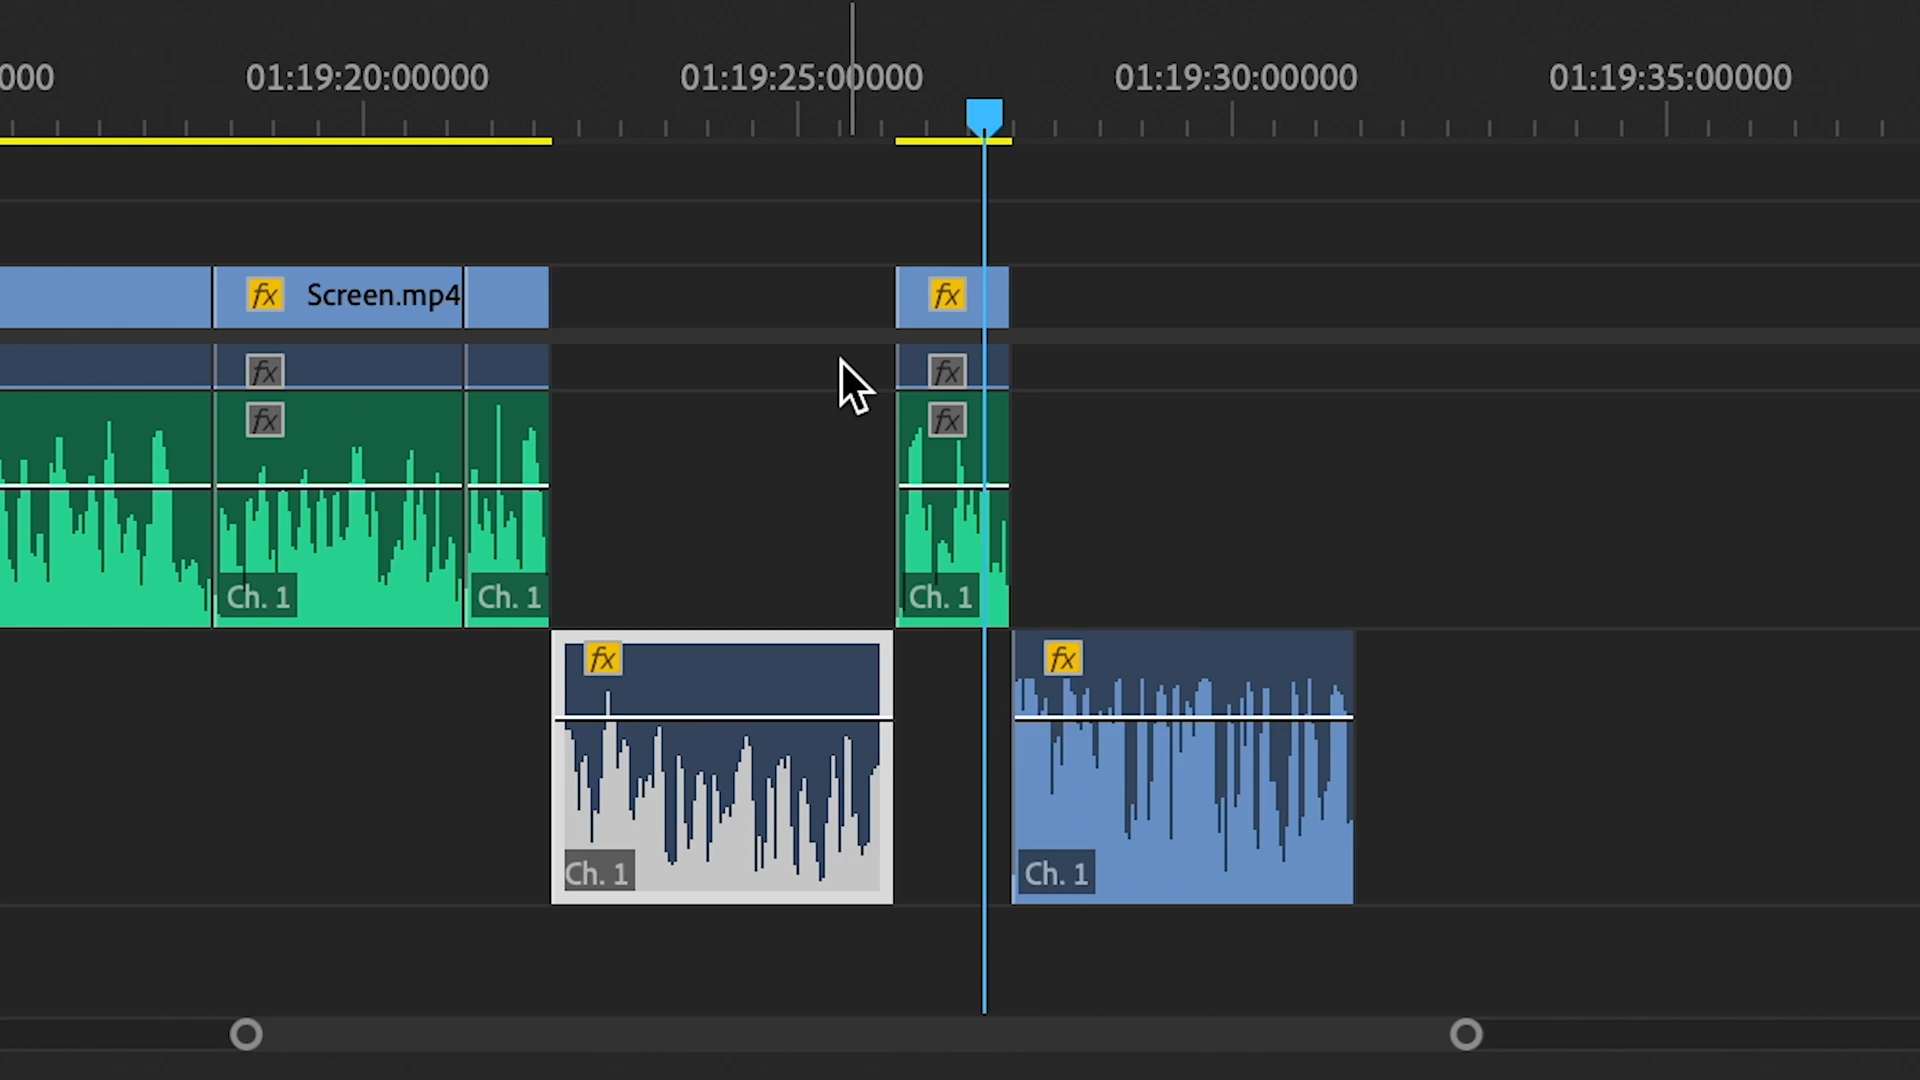 000 01:19:20:00000 01:19:25:00000 01:19:30:00000 01:19:35:00000
fx Screen.mp4 fx
fx fx
fx fx
Ch. 1 Ch. 1 Ch. 1
fx fx
Ch. 1 Ch. 1